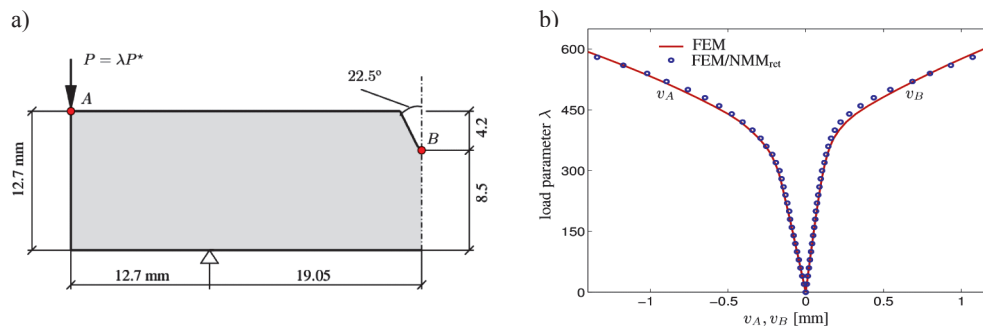 a)
P = λP⋆
A
22.5°
B
12.7 mm
4.2
8.5
12.7 mm
19.05
b)
FEM
FEM/NMMret
vA
vB
load parameter λ
600
450
300
150
0
-1
-0.5
0
0.5
1
vA, vB [mm]